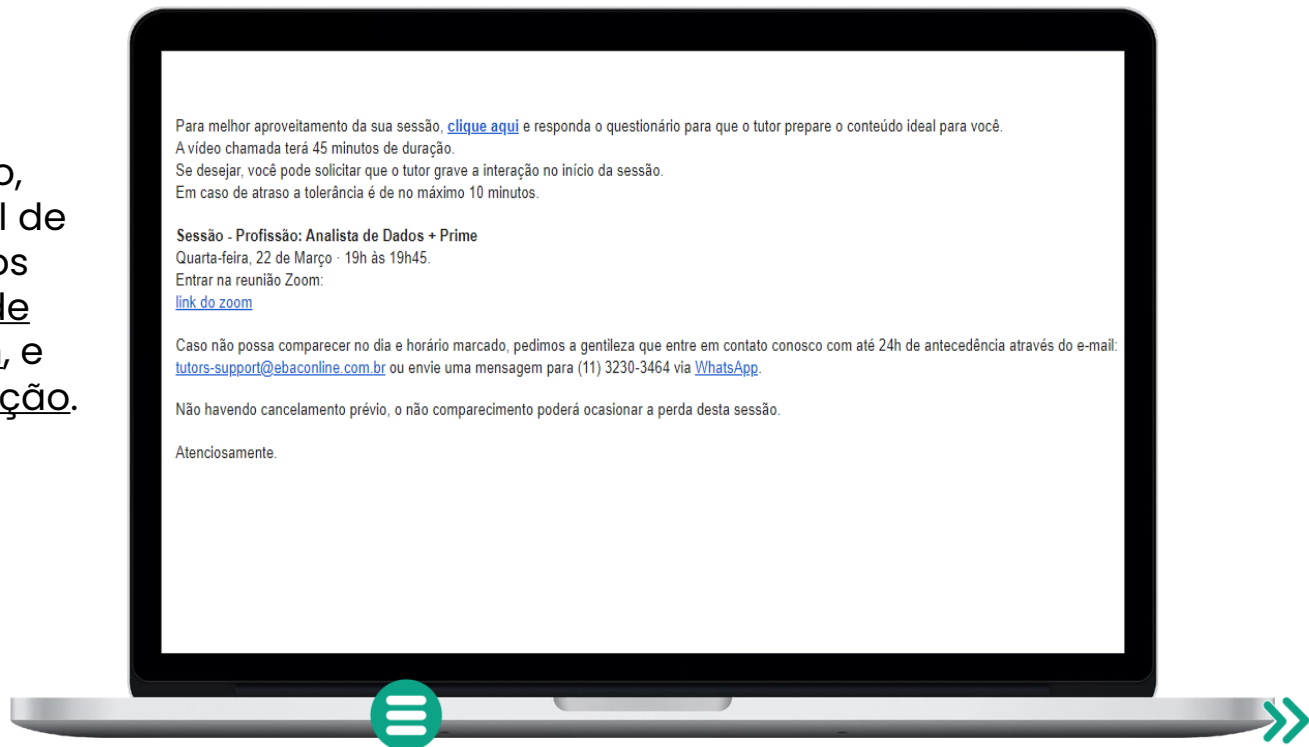 o,
l de
os
de
, e
ção.
Para melhor aproveitamento da sua sessão, clique aqui e responda o questionário para que o tutor prepare o conteúdo ideal para você.
A vídeo chamada terá 45 minutos de duração.
Se desejar, você pode solicitar que o tutor grave a interação no início da sessão.
Em caso de atraso a tolerância é de no máximo 10 minutos.
Sessão - Profissão: Analista de Dados + Prime
Quarta-feira, 22 de Março · 19h às 19h45.
Entrar na reunião Zoom:
link do zoom
Caso não possa comparecer no dia e horário marcado, pedimos a gentileza que entre em contato conosco com até 24h de antecedência através do e-mail:
tutors-support@ebaconline.com.br ou envie uma mensagem para (11) 3230-3464 via WhatsApp.
Não havendo cancelamento prévio, o não comparecimento poderá ocasionar a perda desta sessão.
Atenciosamente.